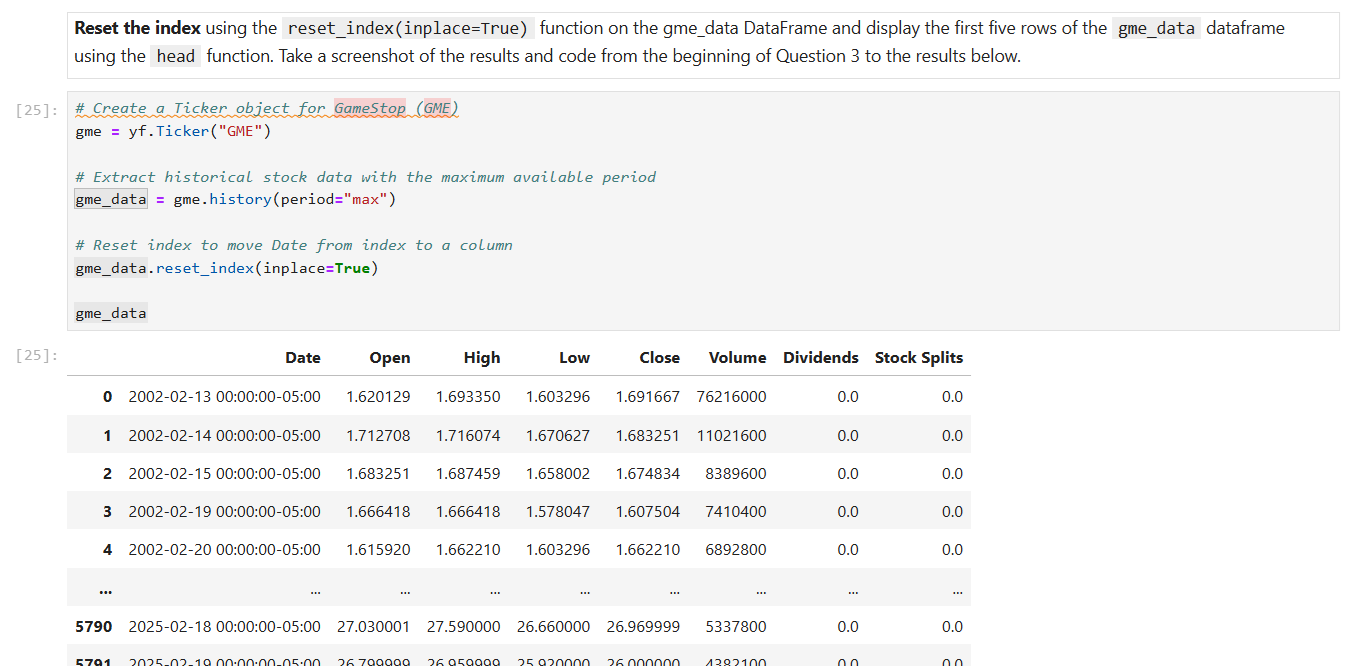 Reset the index using the reset_index(inplace=True) function on the gme_data DataFrame and display the first five rows of the gme_data dataframe
using the head function. Take a screenshot of the results and code from the beginning of Question 3 to the results below.
[25]: # Create a Ticker object for GameStop (GME)
gme = yf.Ticker("GME")
# Extract historical stock data with the maximum available period
gme_data = gme.history(period="max")
# Reset index to move Date from index to a column
gme_data.reset_index(inplace=True)
gme_data
[25]: Date Open High Low Close Volume Dividends Stock Splits
0 2002-02-13 00:00:00-05:00 1.620129 1.693350 1.603296 1.691667 76216000 0.0 0.0
1 2002-02-14 00:00:00-05:00 1.712708 1.716074 1.670627 1.683251 11021600 0.0 0.0
2 2002-02-15 00:00:00-05:00 1.683251 1.687459 1.658002 1.674834 8389600 0.0 0.0
3 2002-02-19 00:00:00-05:00 1.666418 1.666418 1.578047 1.607504 7410400 0.0 0.0
4 2002-02-20 00:00:00-05:00 1.615920 1.662210 1.603296 1.662210 6892800 0.0 0.0
... ... ... ... ... ... ... ... ...
5790 2025-02-18 00:00:00-05:00 27.030001 27.590000 26.660000 26.969999 5337800 0.0 0.0
5791 2025-02-19 00:00:00-05:00 26.799999 26.959999 25.920000 26.000000 4382100 0.0 0.0